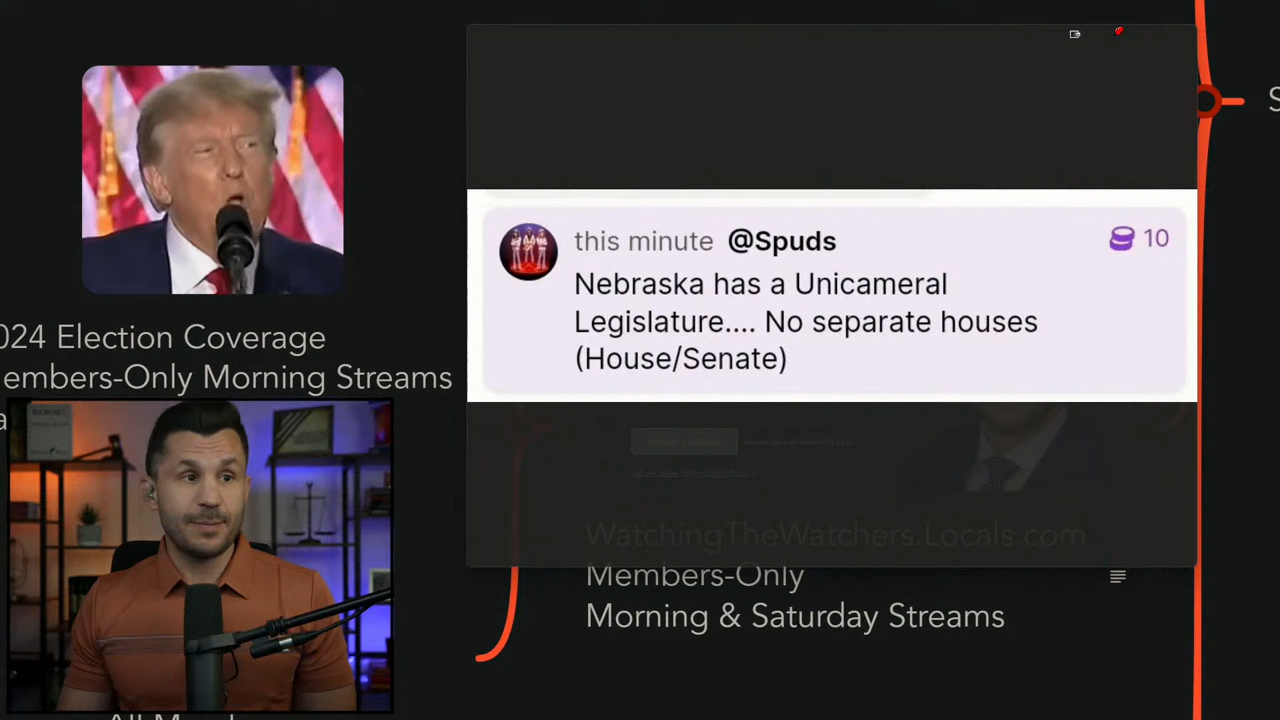 this minute @Spuds 10
Nebraska has a Unicameral
Legislature.... No separate houses
(House/Senate)
024 Election Coverage
embers-Only Morning Streams
a
WatchingTheWatchers.Locals.com
Members-Only
Morning & Saturday Streams
S